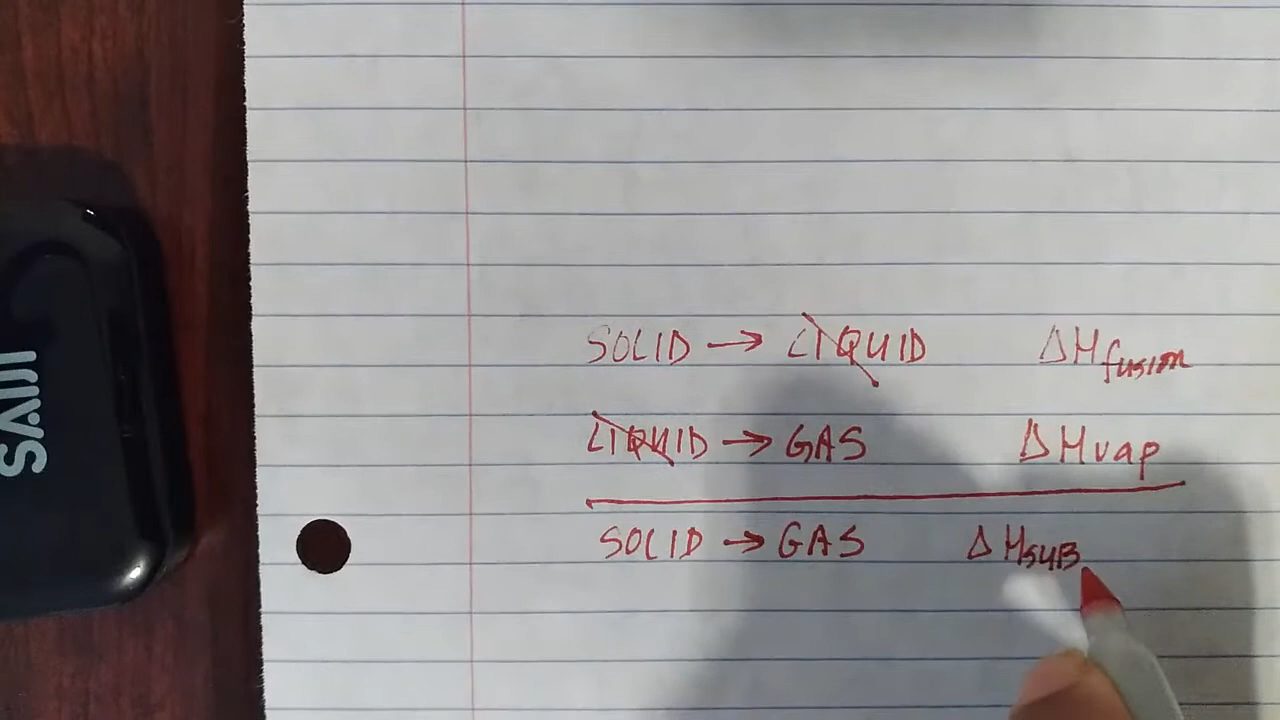 SOLID → LIQUID ΔHfusion
LIQUID → GAS ΔHvap
SOLID → GAS ΔHSUB